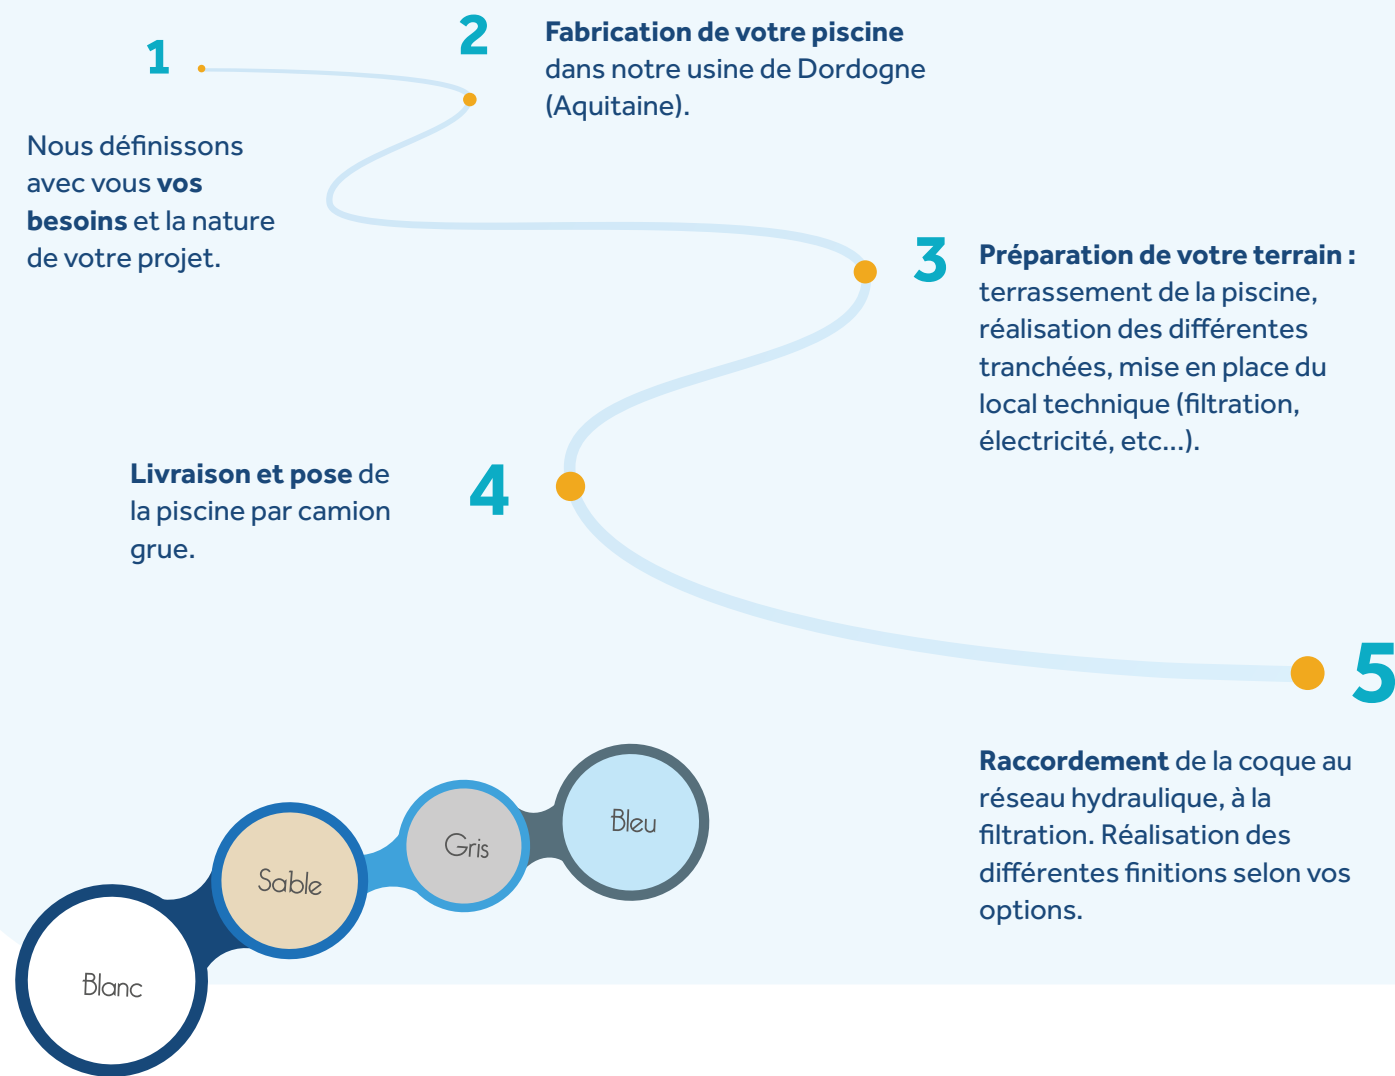 1
Nous définissons
avec vous vos
besoins et la nature
de votre projet.
2
Fabrication de votre piscine
dans notre usine de Dordogne
(Aquitaine).
3
Préparation de votre terrain :
terrassement de la piscine,
réalisation des différentes
tranchées, mise en place du
local technique (filtration,
électricité, etc...).
4
Livraison et pose de
la piscine par camion
grue.
5
Raccordement de la coque au
réseau hydraulique, à la
filtration. Réalisation des
différentes finitions selon vos
options.
Blanc
Sable
Gris
Bleu